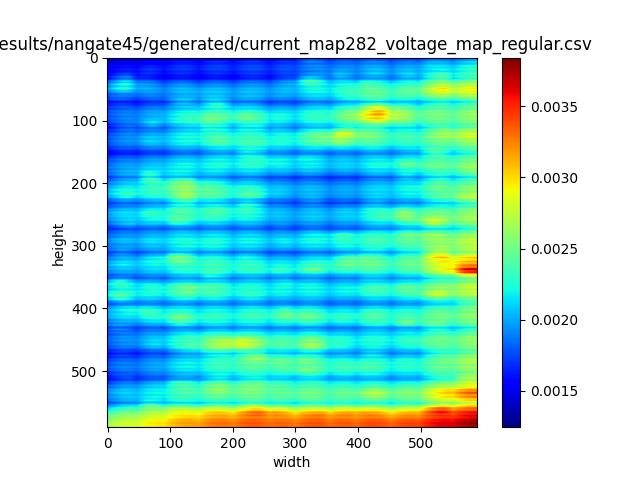 esults/nangate45/generated/current_map282_voltage_map_regular.csv
0
100
200
300
400
500
height
0 100 200 300 400 500
width
0.0035
0.0030
0.0025
0.0020
0.0015